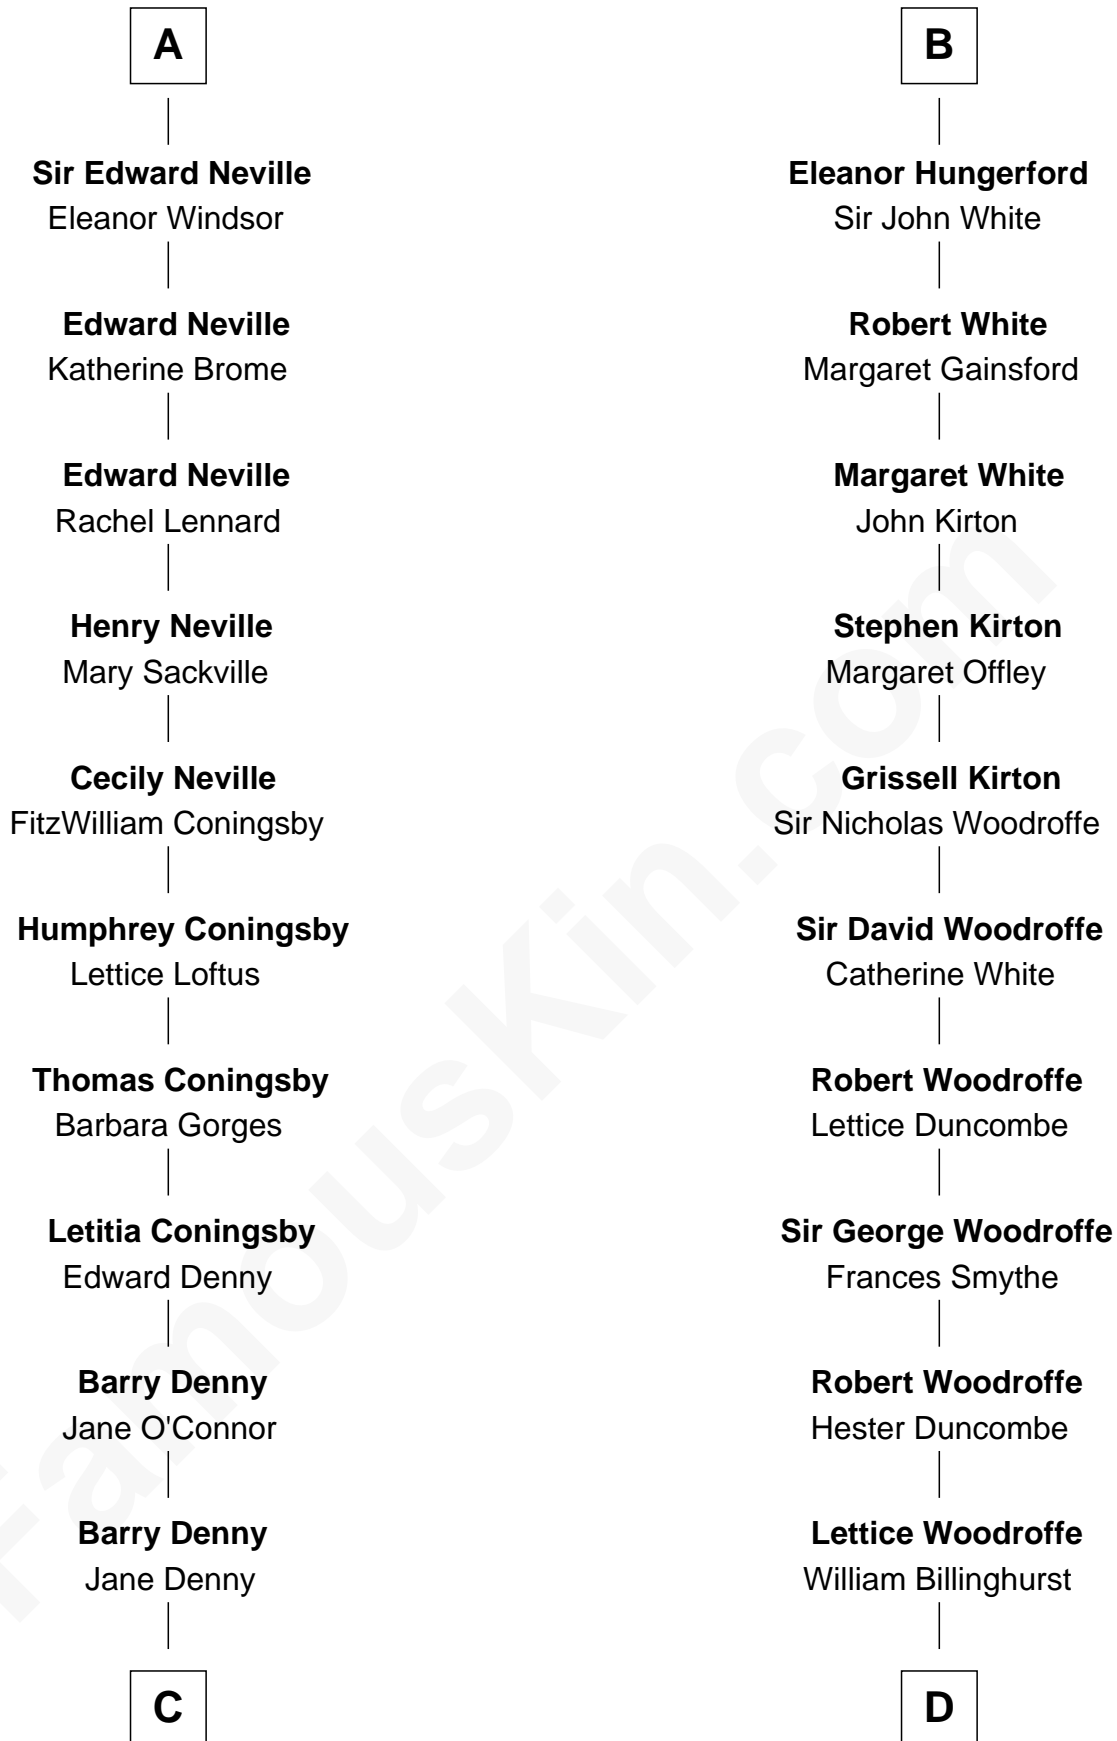 A
Sir Edward Neville
Eleanor Windsor
Edward Neville
Katherine Brome
Edward Neville
Rachel Lennard
Henry Neville
Mary Sackville
Cecily Neville
FitzWilliam Coningsby
Humphrey Coningsby
Lettice Loftus
Thomas Coningsby
Barbara Gorges
Letitia Coningsby
Edward Denny
Barry Denny
Jane O'Connor
Barry Denny
Jane Denny
C
B
Eleanor Hungerford
Sir John White
Robert White
Margaret Gainsford
Margaret White
John Kirton
Stephen Kirton
Margaret Offley
Grissell Kirton
Sir Nicholas Woodroffe
Sir David Woodroffe
Catherine White
Robert Woodroffe
Lettice Duncombe
Sir George Woodroffe
Frances Smythe
Robert Woodroffe
Hester Duncombe
Lettice Woodroffe
William Billinghurst
D
FamousKin.com